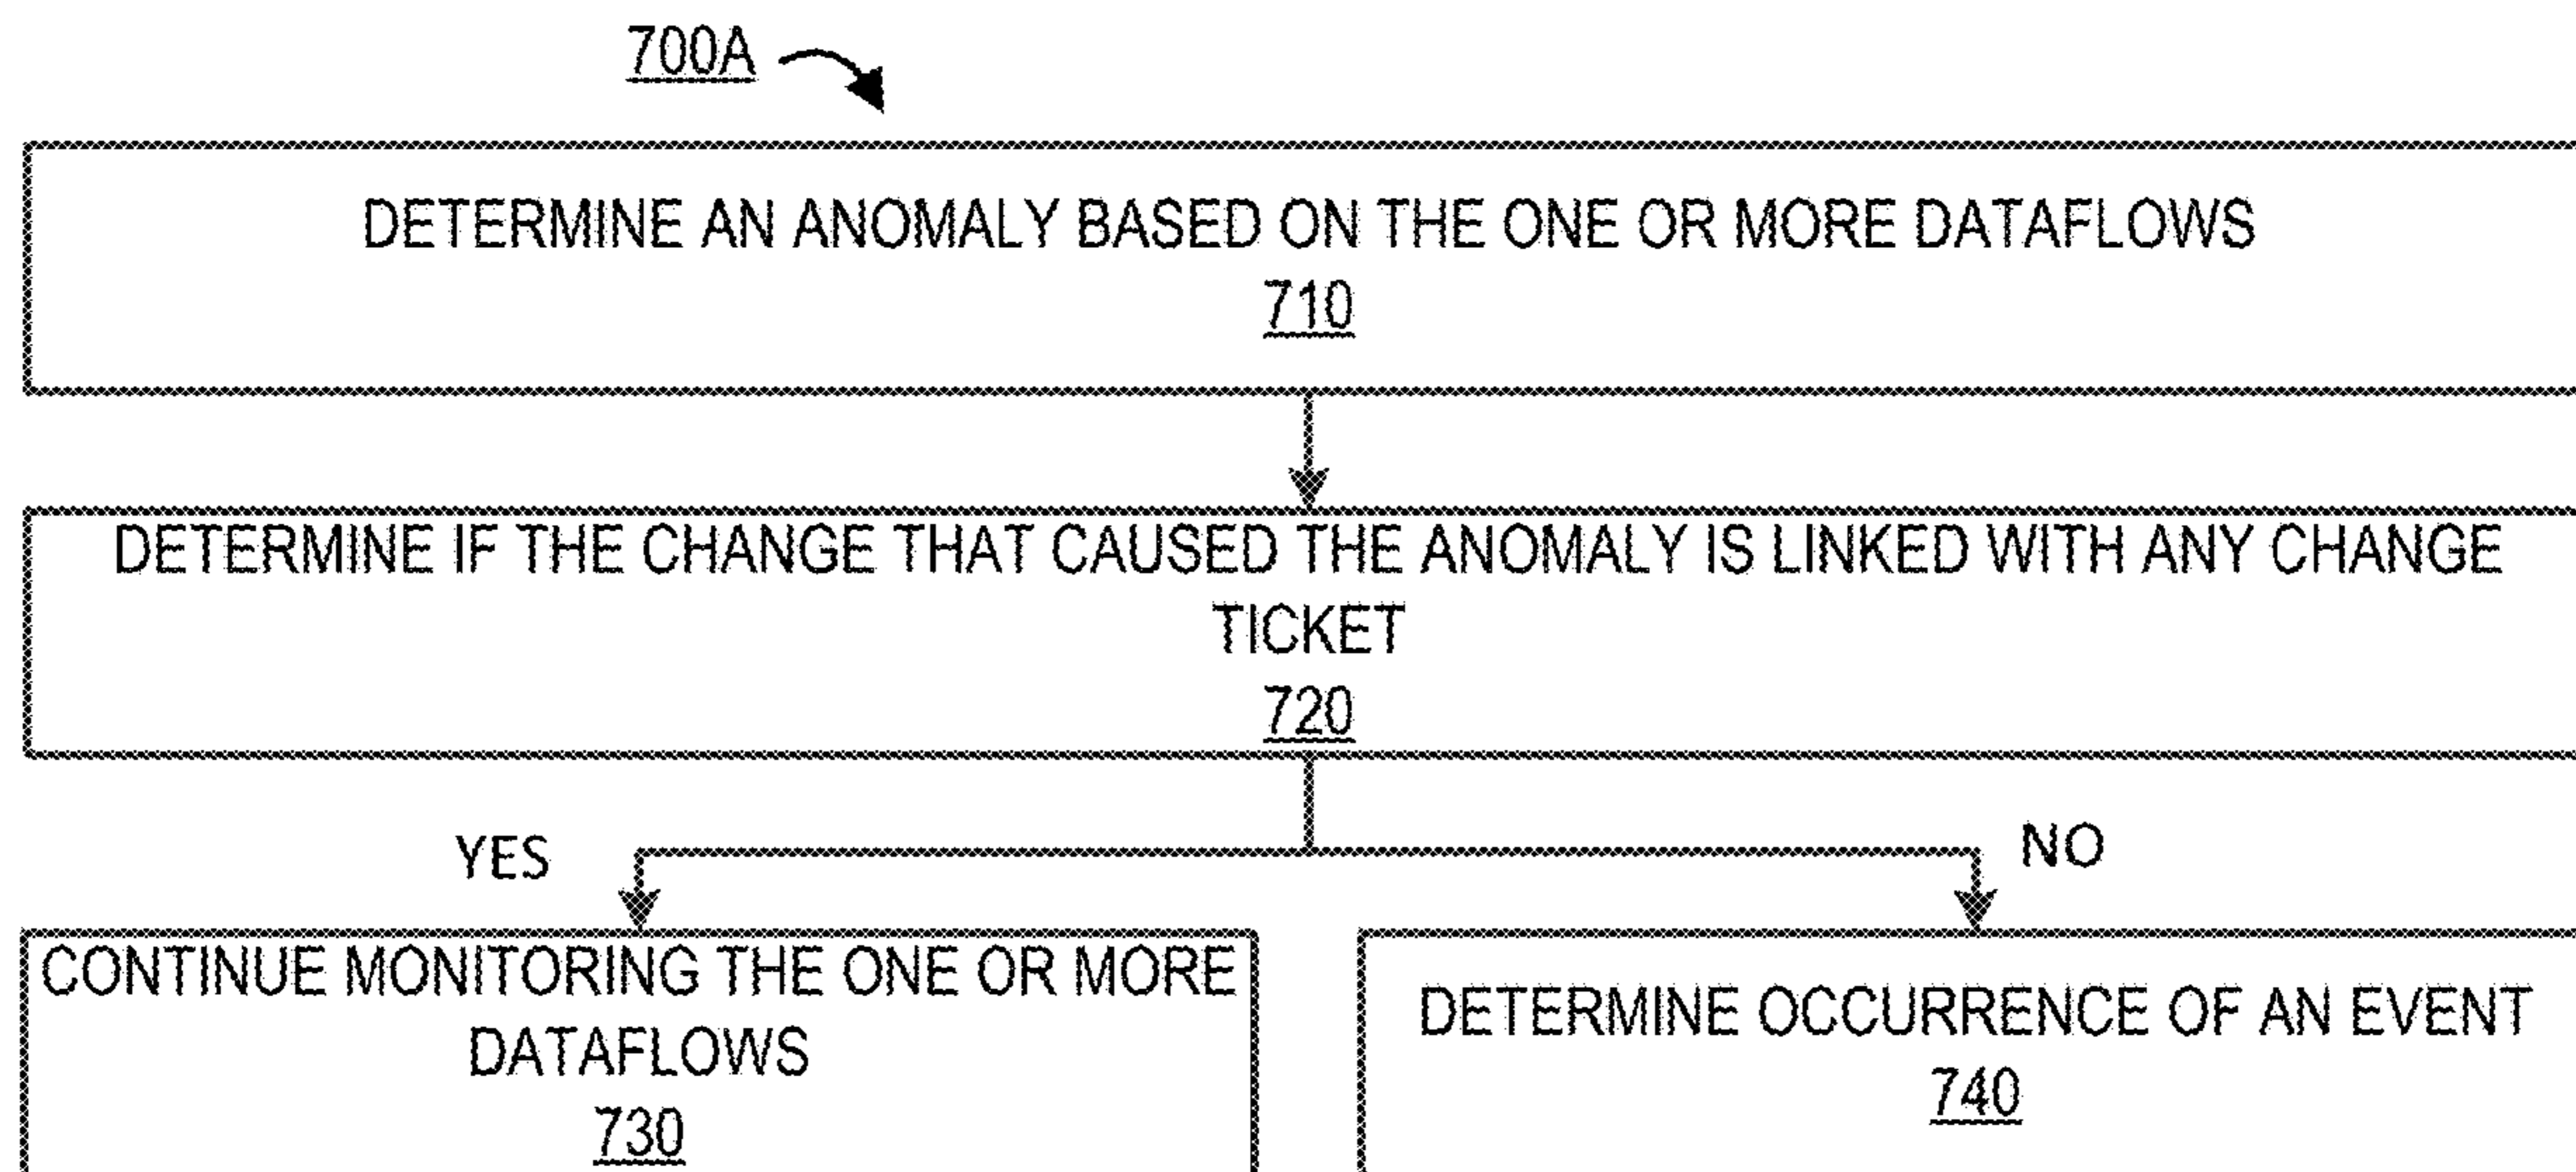 700A
DETERMINE AN ANOMALY BASED ON THE ONE OR MORE DATAFLOWS
710
DETERMINE IF THE CHANGE THAT CAUSED THE ANOMALY IS LINKED WITH ANY CHANGE
TICKET
720
YES
NO
CONTINUE MONITORING THE ONE OR MORE
DATAFLOWS
730
DETERMINE OCCURRENCE OF AN EVENT
740